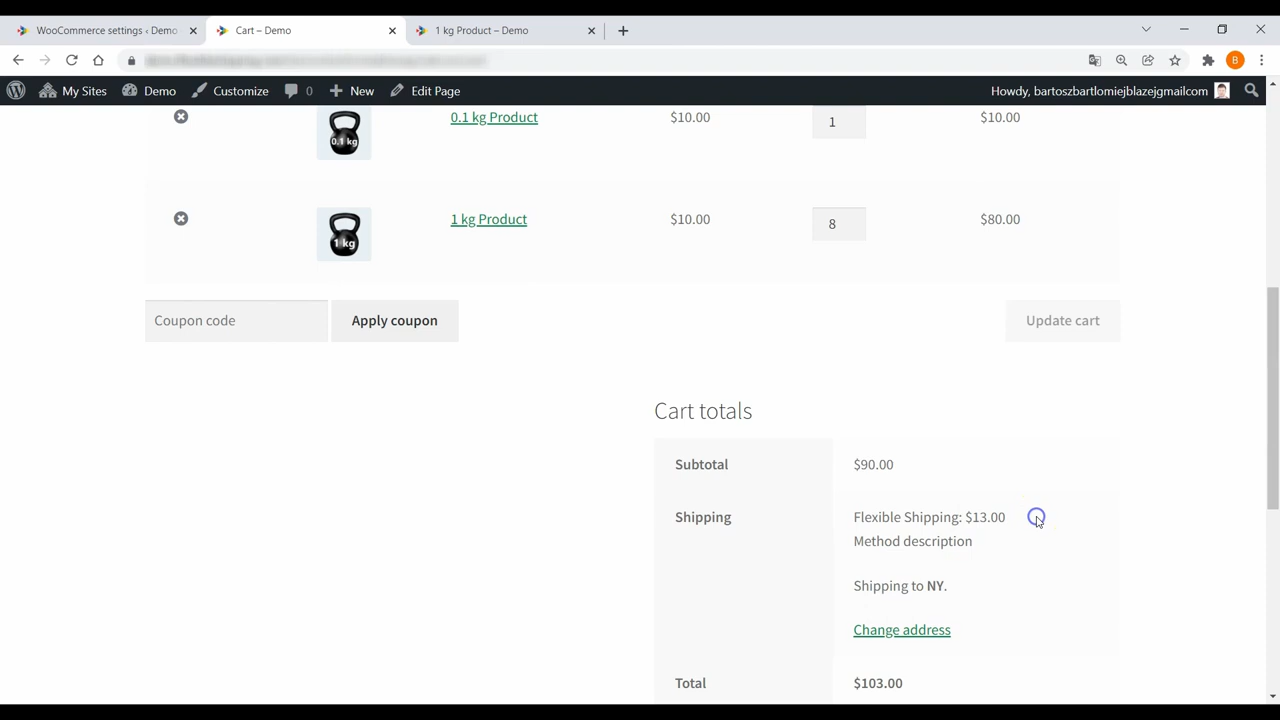 WooCommerce settings ‹ Demo
Cart – Demo
1 kg Product – Demo
B
My Sites
Demo
Customize
0
New
Edit Page
Howdy, bartoszbartlomiejblazejgmailcom
0.1 kg
0.1 kg Product
$10.00
1
$10.00
1 kg
1 kg Product
$10.00
8
$80.00
Coupon code
Apply coupon
Update cart
Cart totals
Subtotal
$90.00
Shipping
Flexible Shipping: $13.00
Method description
Shipping to NY.
Change address
Total
$103.00